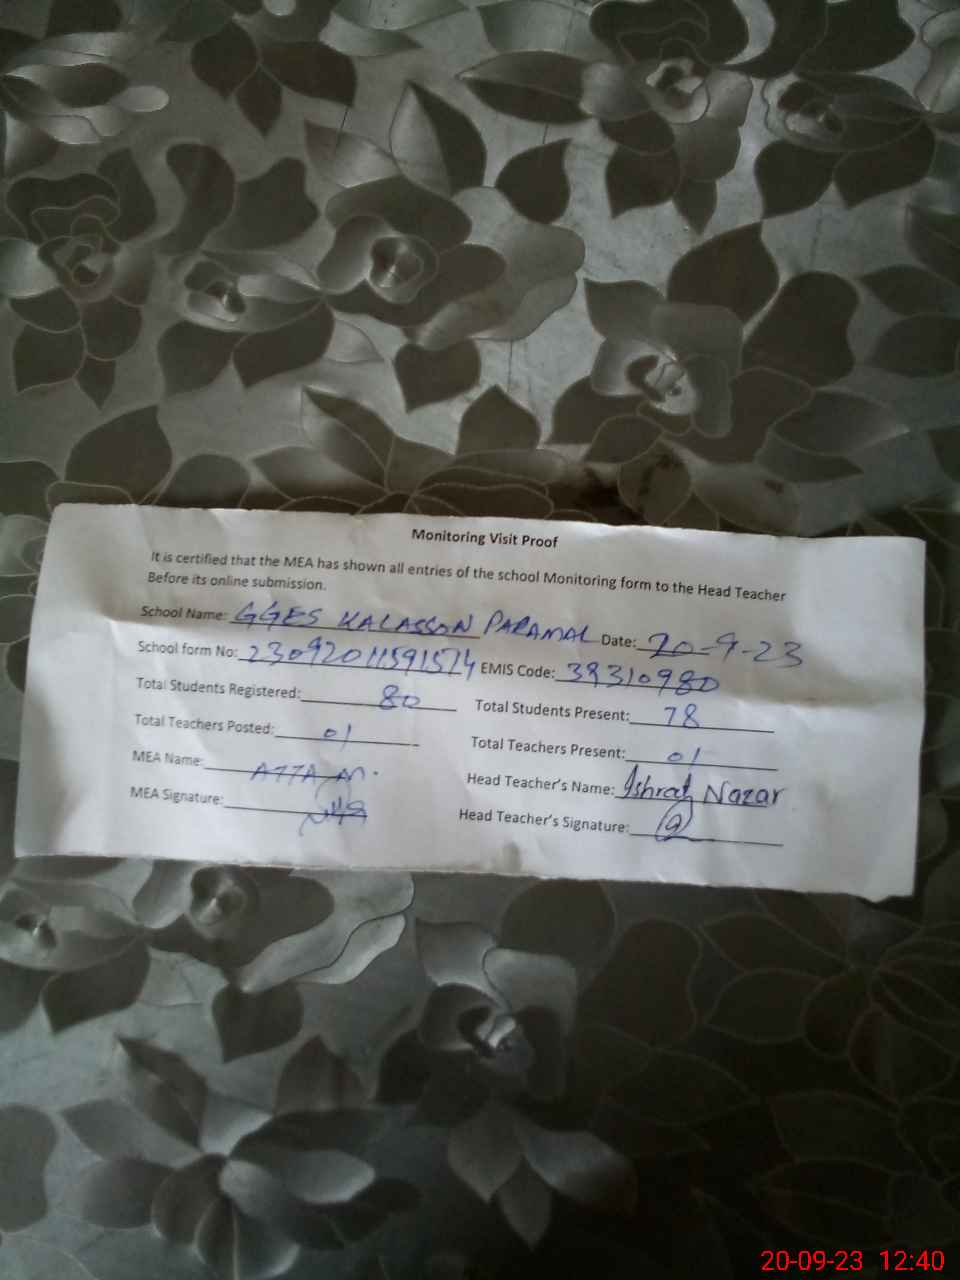 Monitoring Visit Proof
It is certified that the MEA has shown all entries of the school Monitoring form to the Head Teacher
Before its online submission.
School Name: GGES KALASSON PARAMAL Date: 20-9-23
School form No: 23092011591514 EMIS Code: 38310980
Total Students Registered: 80 Total Students Present: 78
Total Teachers Posted: 01 Total Teachers Present: 01
MEA Name: ATTA M. Head Teacher's Name: Ishrat Nazar
MEA Signature: Head Teacher's Signature:
20-09-23 12:40